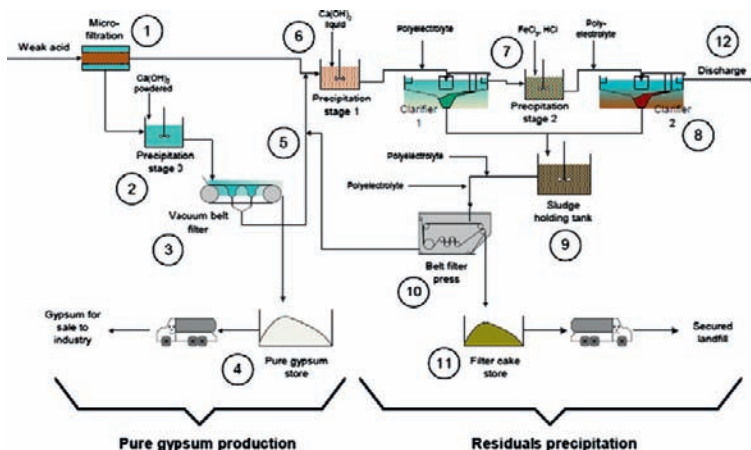 Micro-
filtration
1
Weak acid
Ca(OH)2
powdered
Precipitation
stage 3
2
Vacuum belt
filter
3
Gypsum for
sale to
industry
4
Pure gypsum
store
Pure gypsum production
5
6
Ca(OH)2
liquid
Precipitation
stage 1
Polyelectrolyte
Clarifier
1
7
FeCl3, HCl
Precipitation
stage 2
Poly-
electrolyte
Clarifier
2
8
12
Discharge
Polyelectrolyte
Polyelectrolyte
Sludge
holding tank
9
Belt filter
press
10
11
Filter cake
store
Secured
landfill
Residuals precipitation